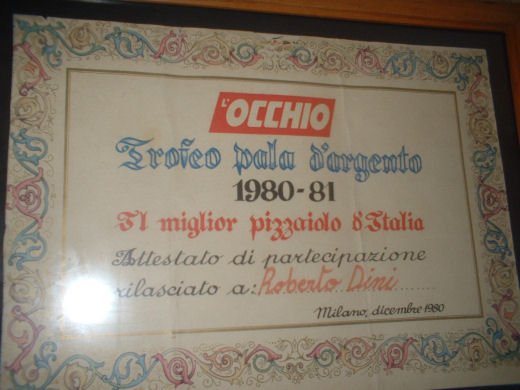 L'OCCHIO
Trofeo pala d'argento
1980-81
Il miglior pizzaiolo d'Italia
Attestato di partecipazione
rilasciato a: Roberto Dini
Milano, dicembre 1980